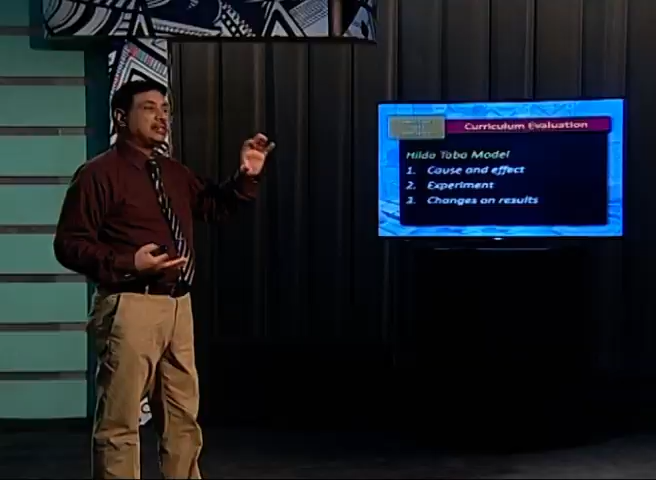 Curriculum Evaluation
Hilda Taba Model
1. Cause and effect
2. Experiment
3. Changes on results